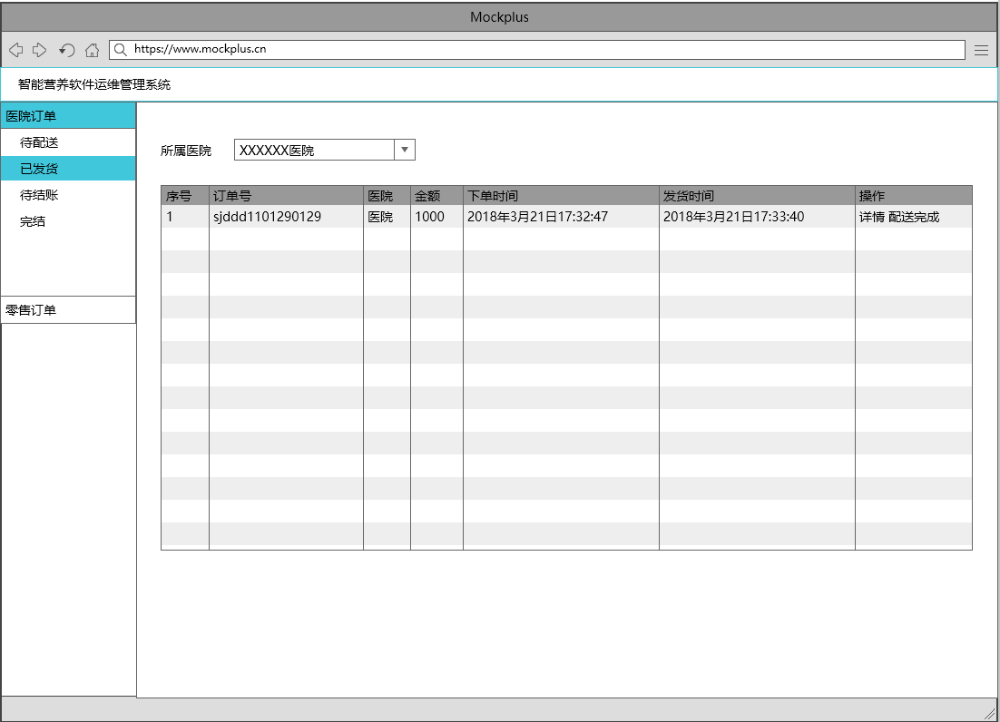 Mockplus
https://www.mockplus.cn
智能营养软件运维管理系统
医院订单
待配送
已发货
待结账
完结
零售订单
所属医院 XXXXXX医院
序号 订单号 医院 金额 下单时间 发货时间 操作
1 sjddd1101290129 医院 1000 2018年3月21日17:32:47 2018年3月21日17:33:40 详情 配送完成